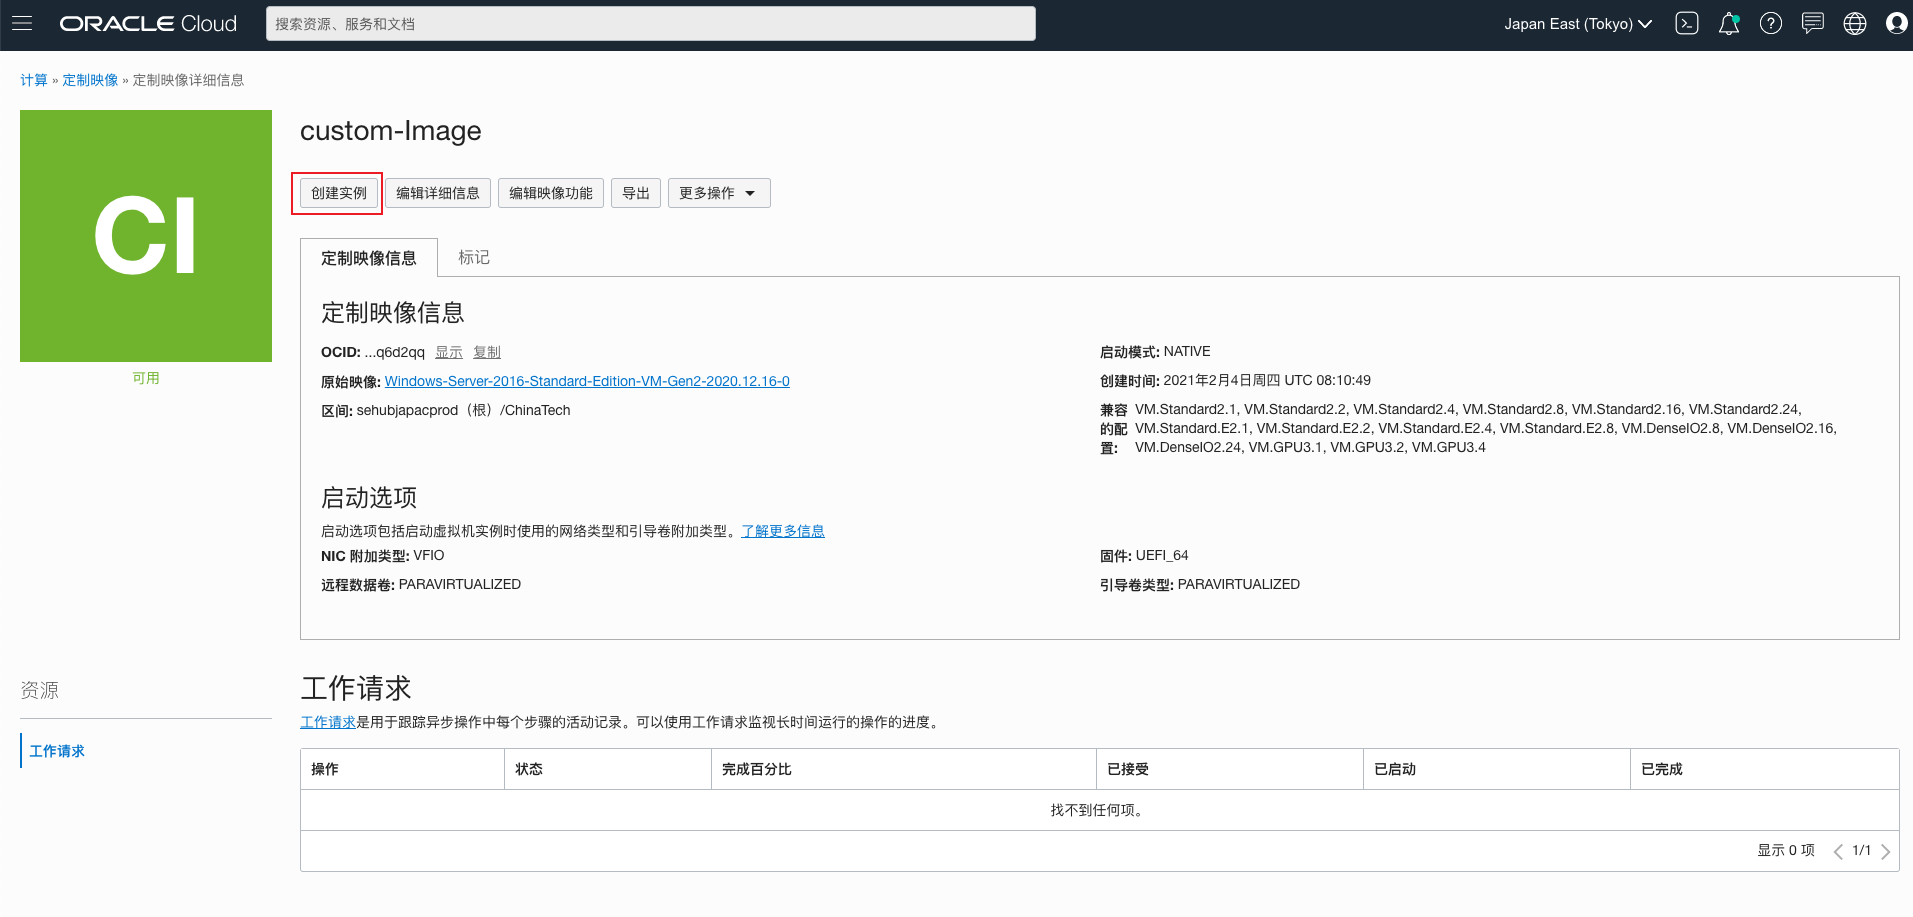 ORACLE Cloud
搜索资源、服务和文档
Japan East (Tokyo)
计算 » 定制映像 » 定制映像详细信息
CI
可用
custom-Image
创建实例 编辑详细信息 编辑映像功能 导出 更多操作
定制映像信息 标记
定制映像信息
OCID: ...q6d2qq 显示 复制
原始映像: Windows-Server-2016-Standard-Edition-VM-Gen2-2020.12.16-0
区间: sehubjapacprod（根）/ChinaTech
启动模式: NATIVE
创建时间: 2021年2月4日周四 UTC 08:10:49
兼容的配置: VM.Standard2.1, VM.Standard2.2, VM.Standard2.4, VM.Standard2.8, VM.Standard2.16, VM.Standard2.24,
VM.Standard.E2.1, VM.Standard.E2.2, VM.Standard.E2.4, VM.Standard.E2.8, VM.DenseIO2.8, VM.DenseIO2.16,
VM.DenseIO2.24, VM.GPU3.1, VM.GPU3.2, VM.GPU3.4
启动选项
启动选项包括启动虚拟机实例时使用的网络类型和引导卷附加类型。了解更多信息
NIC 附加类型: VFIO
远程数据卷: PARAVIRTUALIZED
固件: UEFI_64
引导卷类型: PARAVIRTUALIZED
资源
工作请求
工作请求
工作请求是用于跟踪异步操作中每个步骤的活动记录。可以使用工作请求监视长时间运行的操作的进度。
操作 状态 完成百分比 已接受 已启动 已完成
找不到任何项。
显示 0 项 1/1